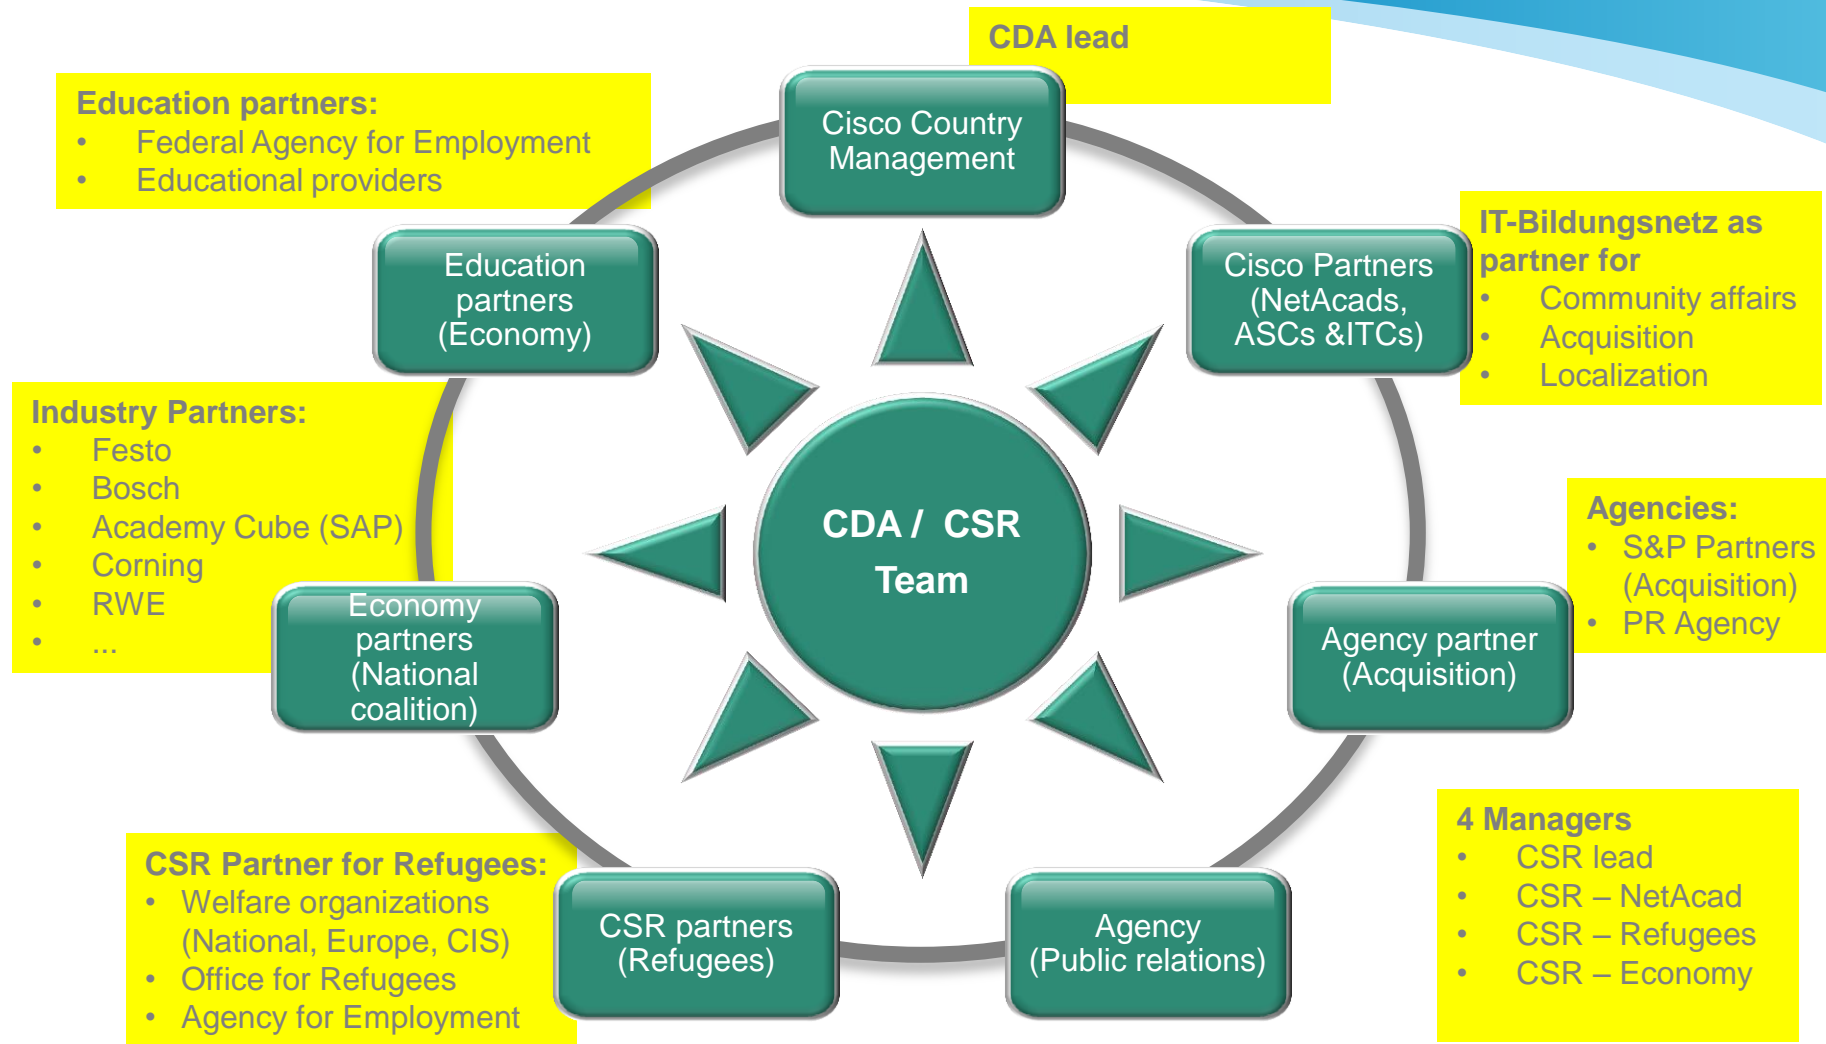 CDA lead
Education partners:
• Federal Agency for Employment
• Educational providers
Cisco Country
Management
Education
partners
(Economy)
Cisco Partners
(NetAcads,
ASCs &ITCs)
IT-Bildungsnetz as
partner for
• Community affairs
• Acquisition
• Localization
Industry Partners:
• Festo
• Bosch
• Academy Cube (SAP)
• Corning
• RWE
• ...
CDA / CSR
Team
Agencies:
• S&P Partners
(Acquisition)
• PR Agency
Economy
partners
(National
coalition)
Agency partner
(Acquisition)
CSR Partner for Refugees:
• Welfare organizations
(National, Europe, CIS)
• Office for Refugees
• Agency for Employment
CSR partners
(Refugees)
Agency
(Public relations)
4 Managers
• CSR lead
• CSR – NetAcad
• CSR – Refugees
• CSR – Economy